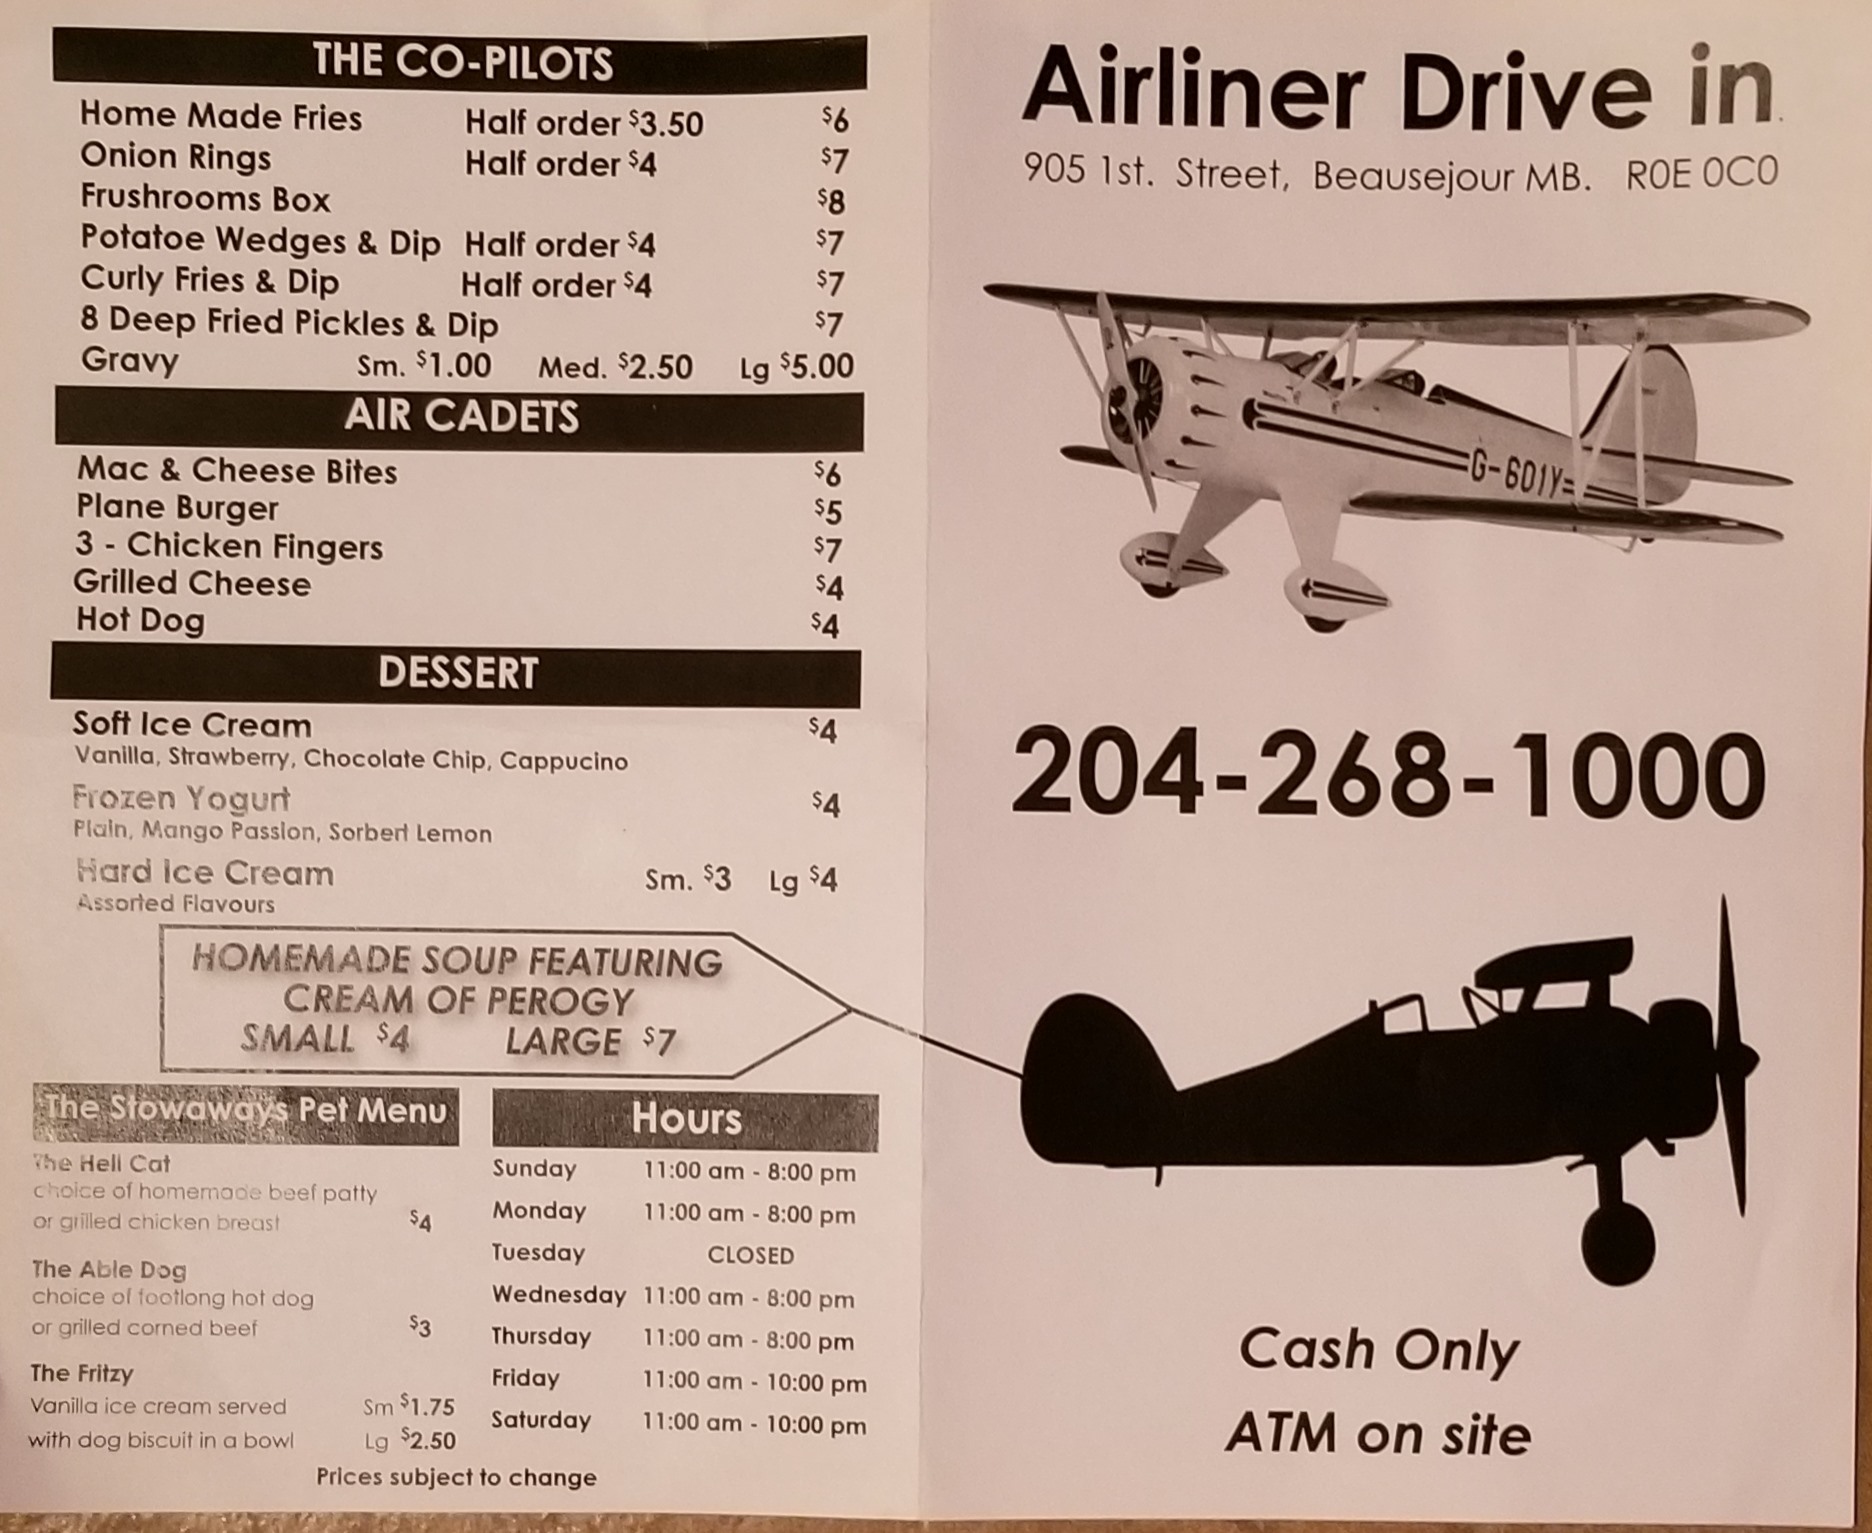 THE CO-PILOTS
Home Made Fries Half order $3.50 $6
Onion Rings Half order $4 $7
Frushrooms Box $8
Potatoe Wedges & Dip Half order $4 $7
Curly Fries & Dip Half order $4 $7
8 Deep Fried Pickles & Dip $7
Gravy Sm. $1.00 Med. $2.50 Lg $5.00
AIR CADETS
Mac & Cheese Bites $6
Plane Burger $5
3 - Chicken Fingers $7
Grilled Cheese $4
Hot Dog $4
DESSERT
Soft Ice Cream $4
Vanilla, Strawberry, Chocolate Chip, Cappucino
Frozen Yogurt $4
Plain, Mango Passion, Sorbert Lemon
Hard Ice Cream Sm. $3 Lg $4
Assorted Flavours
HOMEMADE SOUP FEATURING
CREAM OF PEROGY
SMALL $4 LARGE $7
The Stowaways Pet Menu
The Hell Cat
choice of homemade beef patty
or grilled chicken breast $4
The Able Dog
choice of footlong hot dog
or grilled corned beef $3
The Fritzy
Vanilla ice cream served Sm $1.75
with dog biscuit in a bowl Lg $2.50
Hours
Sunday 11:00 am - 8:00 pm
Monday 11:00 am - 8:00 pm
Tuesday CLOSED
Wednesday 11:00 am - 8:00 pm
Thursday 11:00 am - 8:00 pm
Friday 11:00 am - 10:00 pm
Saturday 11:00 am - 10:00 pm
Prices subject to change
Airliner Drive in
905 1st. Street, Beausejour MB. R0E 0C0
G-601Y
204-268-1000
Cash Only
ATM on site